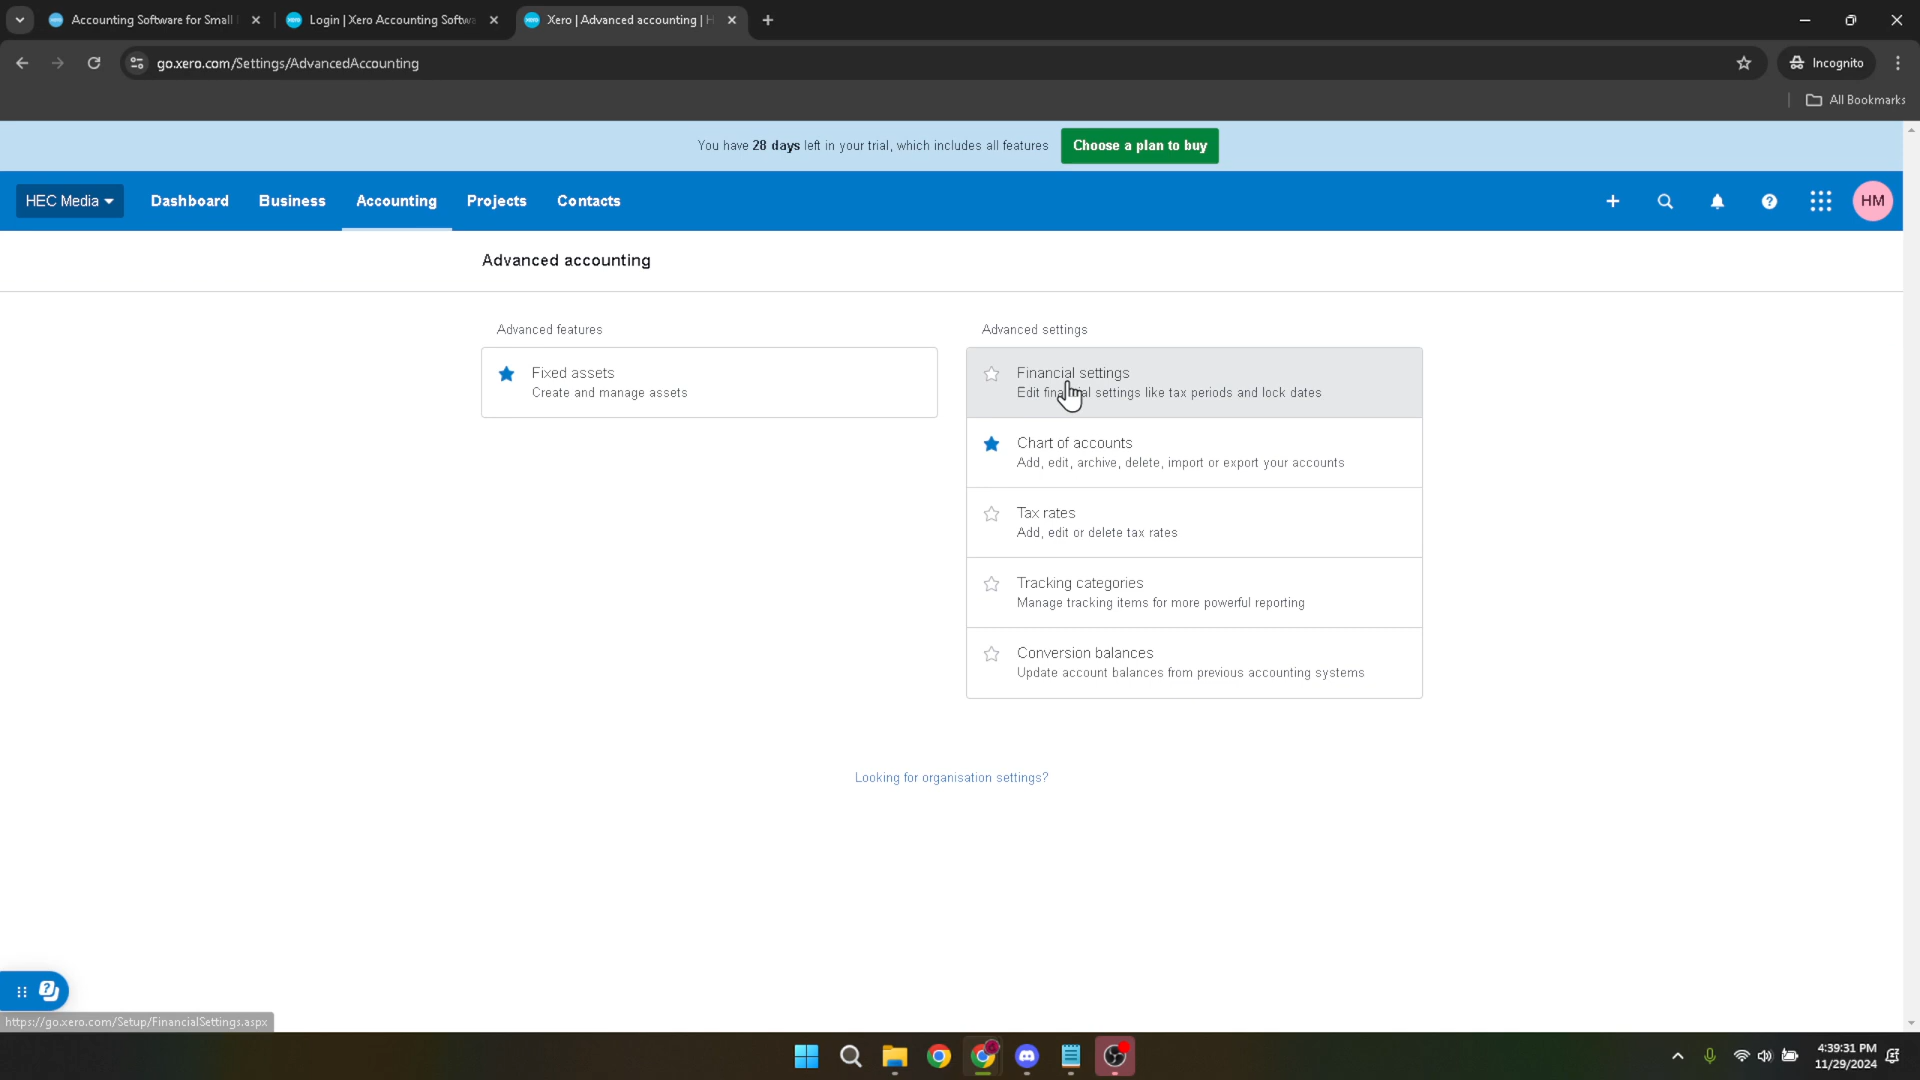 Accounting Software for Small
Login | Xero Accounting Softw
Xero | Advanced accounting | H
go.xero.com/Settings/AdvancedAccounting
Incognito
All Bookmarks
You have 28 days left in your trial, which includes all features
Choose a plan to buy
HEC Media
Dashboard
Business
Accounting
Projects
Contacts
HM
Advanced accounting
Advanced features
Fixed assets
Create and manage assets
Advanced settings
Financial settings
Edit financial settings like tax periods and lock dates
Chart of accounts
Add, edit, archive, delete, import or export your accounts
Tax rates
Add, edit or delete tax rates
Tracking categories
Manage tracking items for more powerful reporting
Conversion balances
Update account balances from previous accounting systems
Looking for organisation settings?
https://go.xero.com/Setup/FinancialSettings.aspx
4:39:31 PM
11/29/2024